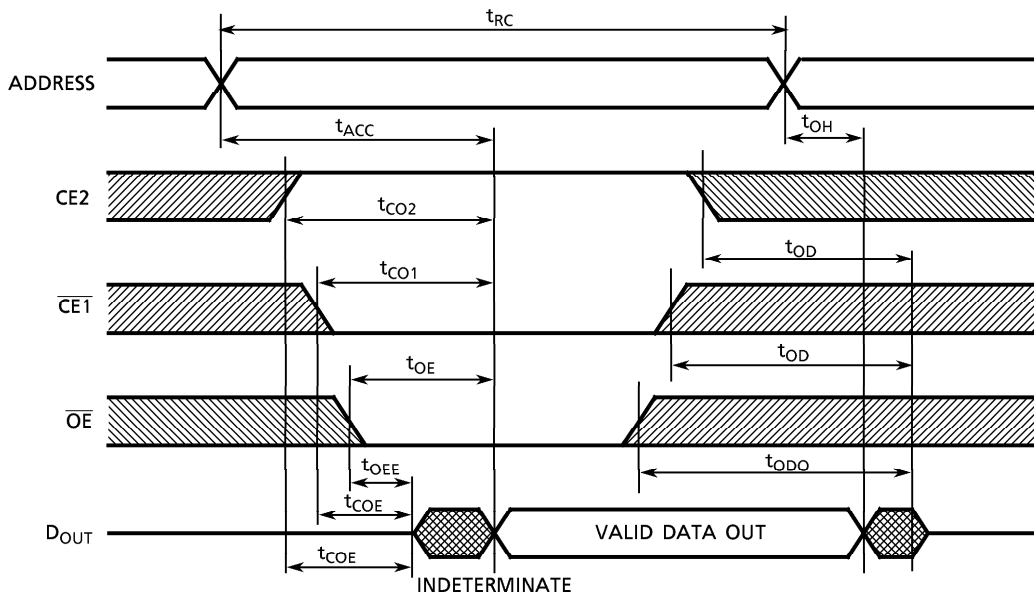 tRC
ADDRESS
tACC
tOH
CE2
tCO2
tOD
CE1
tCO1
tOD
OE
tOE
tODO
tOEE
tCOE
DOUT
VALID DATA OUT
tCOE
INDETERMINATE